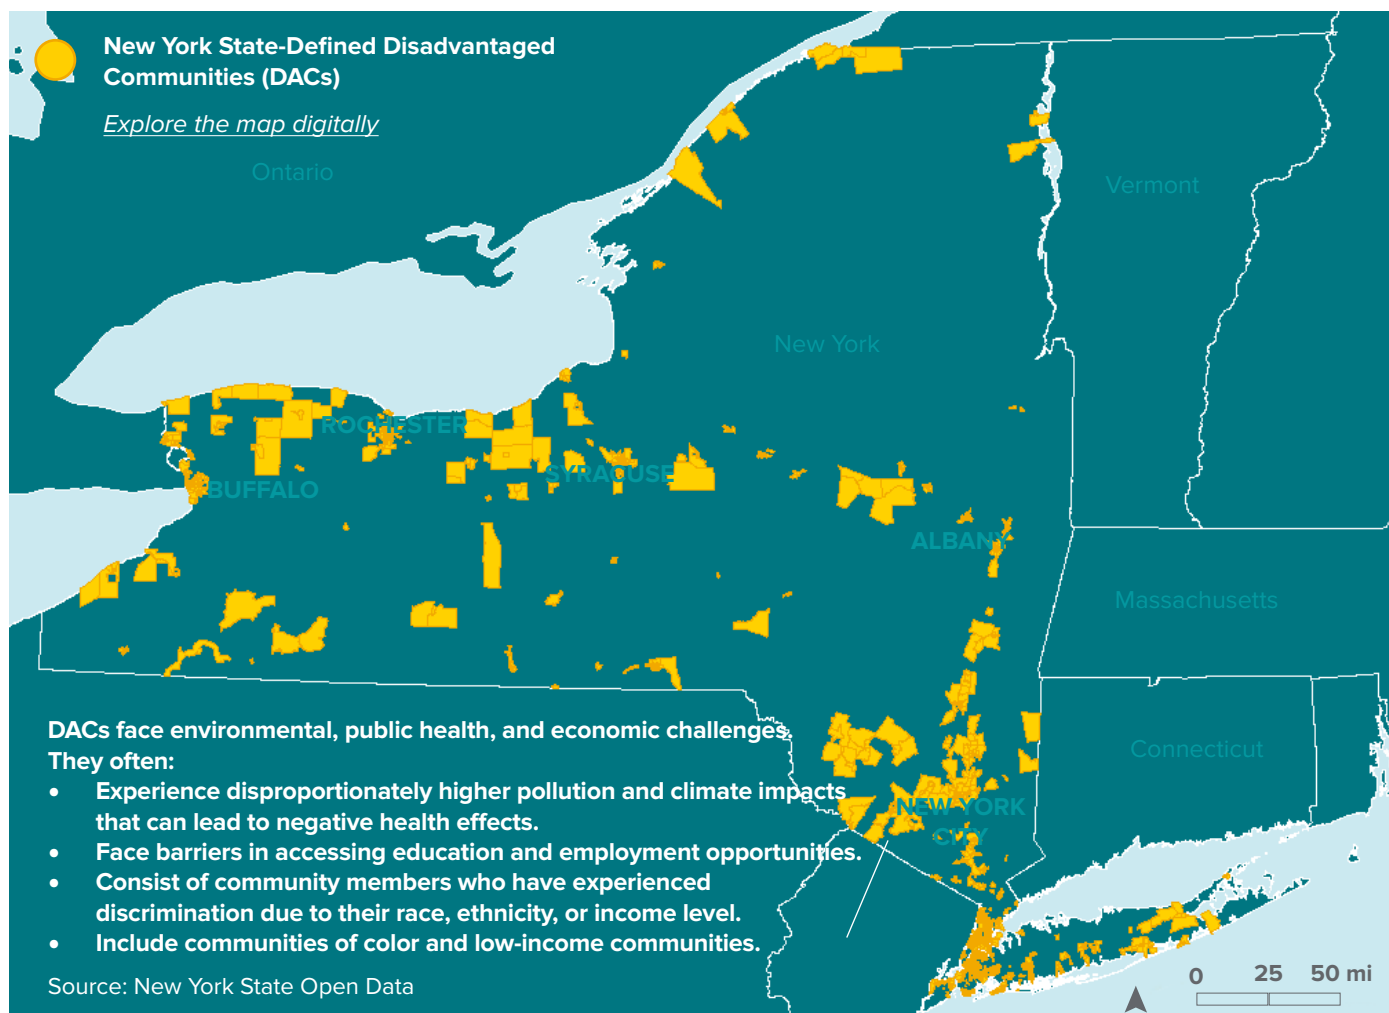 New York State-Defined Disadvantaged
Communities (DACs)
Explore the map digitally
Ontario
Vermont
New York
ROCHESTER
SYRACUSE
BUFFALO
ALBANY
Massachusetts
Connecticut
NEW YORK
CITY
DACs face environmental, public health, and economic challenges.
They often:
• Experience disproportionately higher pollution and climate impacts
that can lead to negative health effects.
• Face barriers in accessing education and employment opportunities.
• Consist of community members who have experienced
discrimination due to their race, ethnicity, or income level.
• Include communities of color and low-income communities.
Source: New York State Open Data
0 25 50 mi